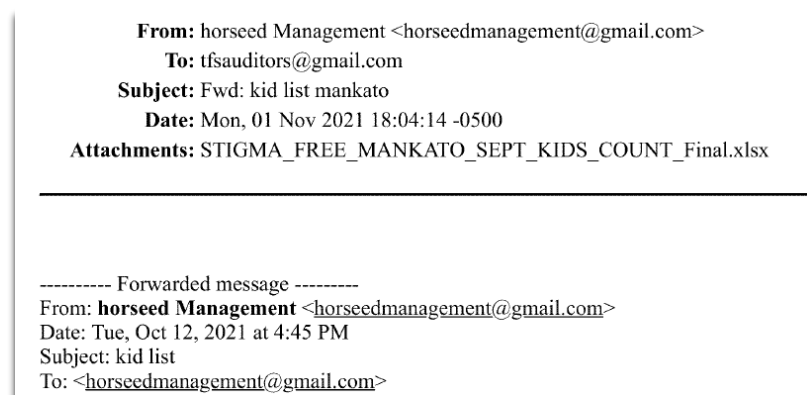 From: horseed Management <horseedmanagement@gmail.com>
To: tfsauditors@gmail.com
Subject: Fwd: kid list mankato
Date: Mon, 01 Nov 2021 18:04:14 -0500
Attachments: STIGMA_FREE_MANKATO_SEPT_KIDS_COUNT_Final.xlsx
---------- Forwarded message ---------
From: horseed Management <horseedmanagement@gmail.com>
Date: Tue, Oct 12, 2021 at 4:45 PM
Subject: kid list
To: <horseedmanagement@gmail.com>